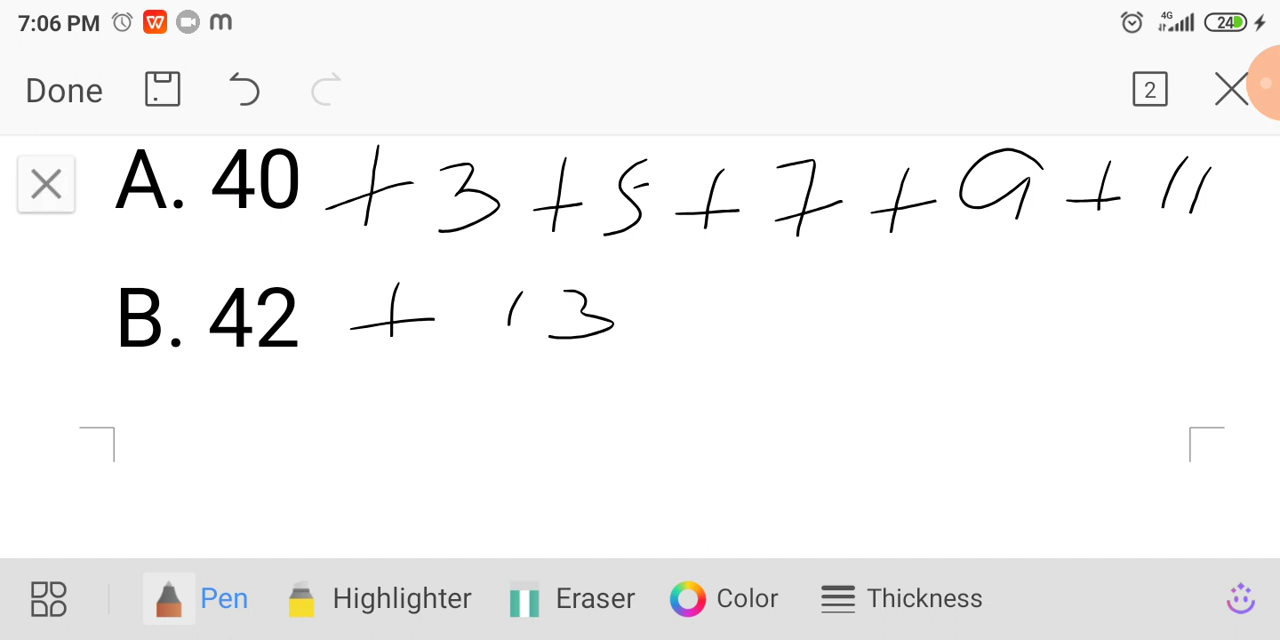 7:06 PM 4G 24
Done 2
A. 40 + 3 + 5 + 7 + 9 + 11
B. 42 + 13
Pen Highlighter Eraser Color Thickness